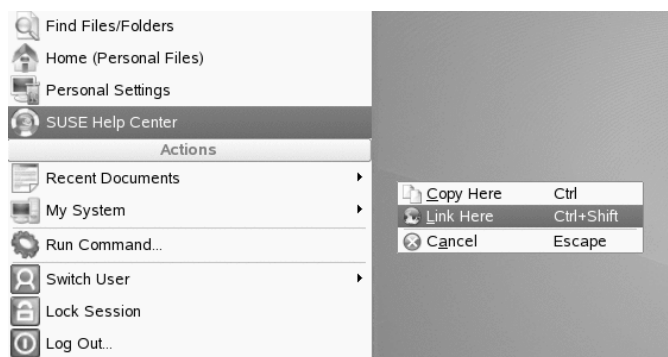 Find Files/Folders
Home (Personal Files)
Personal Settings
SUSE Help Center
Actions
Recent Documents
My System
Run Command...
Switch User
Lock Session
Log Out...
Copy Here Ctrl
Link Here Ctrl+Shift
Cancel Escape